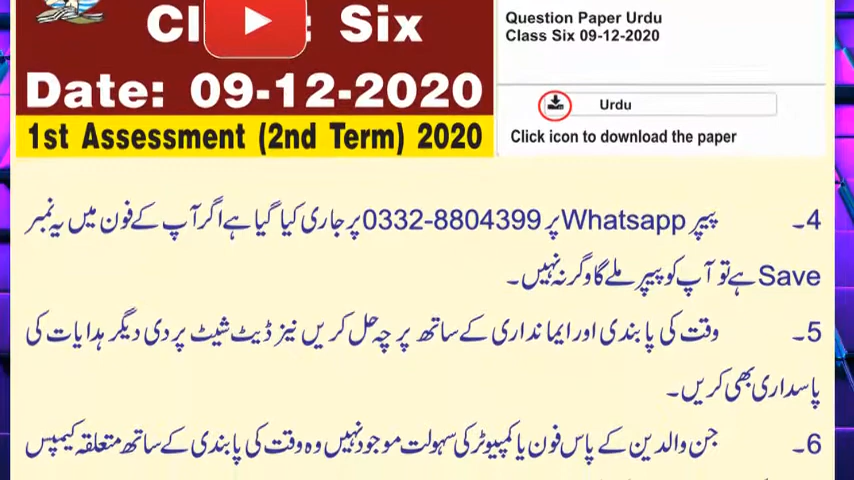 Cl : Six
Date: 09-12-2020
1st Assessment (2nd Term) 2020
Question Paper Urdu
Class Six 09-12-2020
Urdu
Click icon to download the paper
4۔ پیپر Whatsapp پر 0332-8804399 پر جاری کیا گیا ہے اگر آپ کے فون میں یہ نمبر
Save ہے تو آپ کو پیپر ملے گا وگرنہ نہیں۔
5۔ وقت کی پابندی اور ایمانداری کے ساتھ پرچہ حل کریں نیز ڈیٹ شیٹ پر دی دیگر ہدایات کی
پاسداری بھی کریں۔
6۔ جن والدین کے پاس فون یا کمپیوٹر کی سہولت موجود نہیں وہ وقت کی پابندی کے ساتھ متعلقہ کیمپس